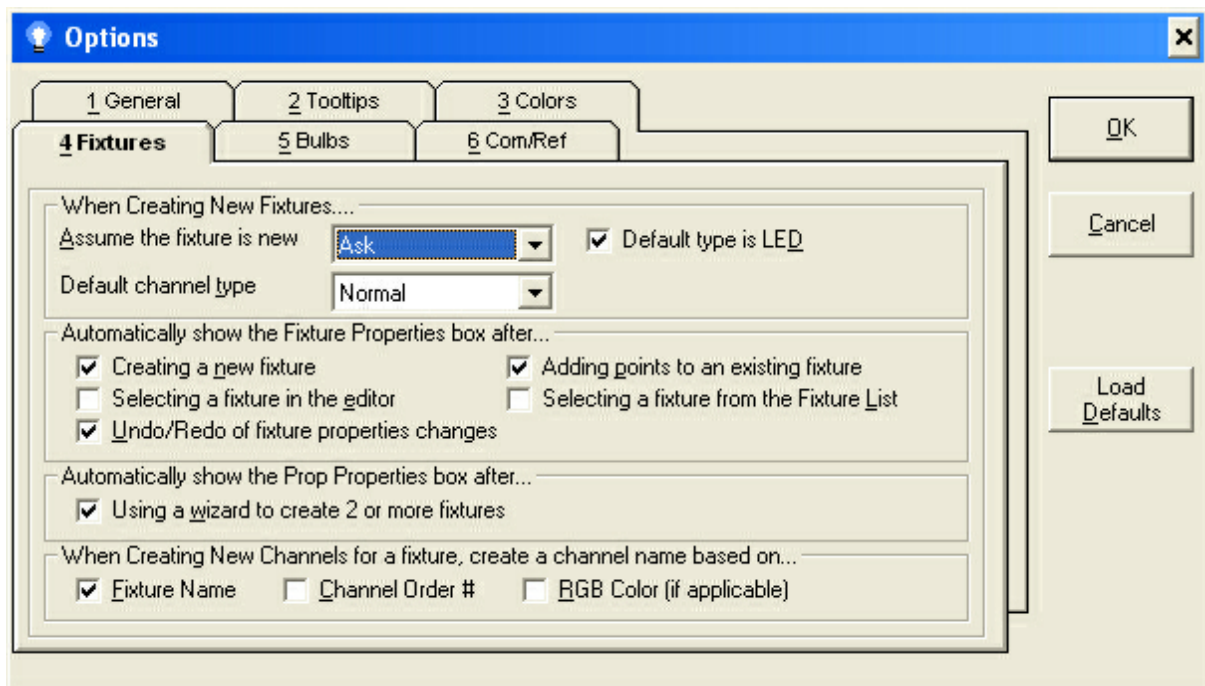 Options
1 General
2 Tooltips
3 Colors
4 Fixtures
5 Bulbs
6 Com/Ref
OK
Cancel
Load
Defaults
When Creating New Fixtures....
Assume the fixture is new
Ask
Default type is LED
Default channel type
Normal
Automatically show the Fixture Properties box after...
Creating a new fixture
Adding points to an existing fixture
Selecting a fixture in the editor
Selecting a fixture from the Fixture List
Undo/Redo of fixture properties changes
Automatically show the Prop Properties box after...
Using a wizard to create 2 or more fixtures
When Creating New Channels for a fixture, create a channel name based on...
Fixture Name
Channel Order #
RGB Color (if applicable)